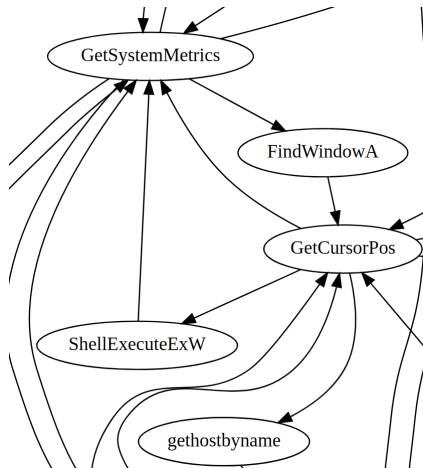 GetSystemMetrics
FindWindowA
GetCursorPos
ShellExecuteExW
gethostbyname